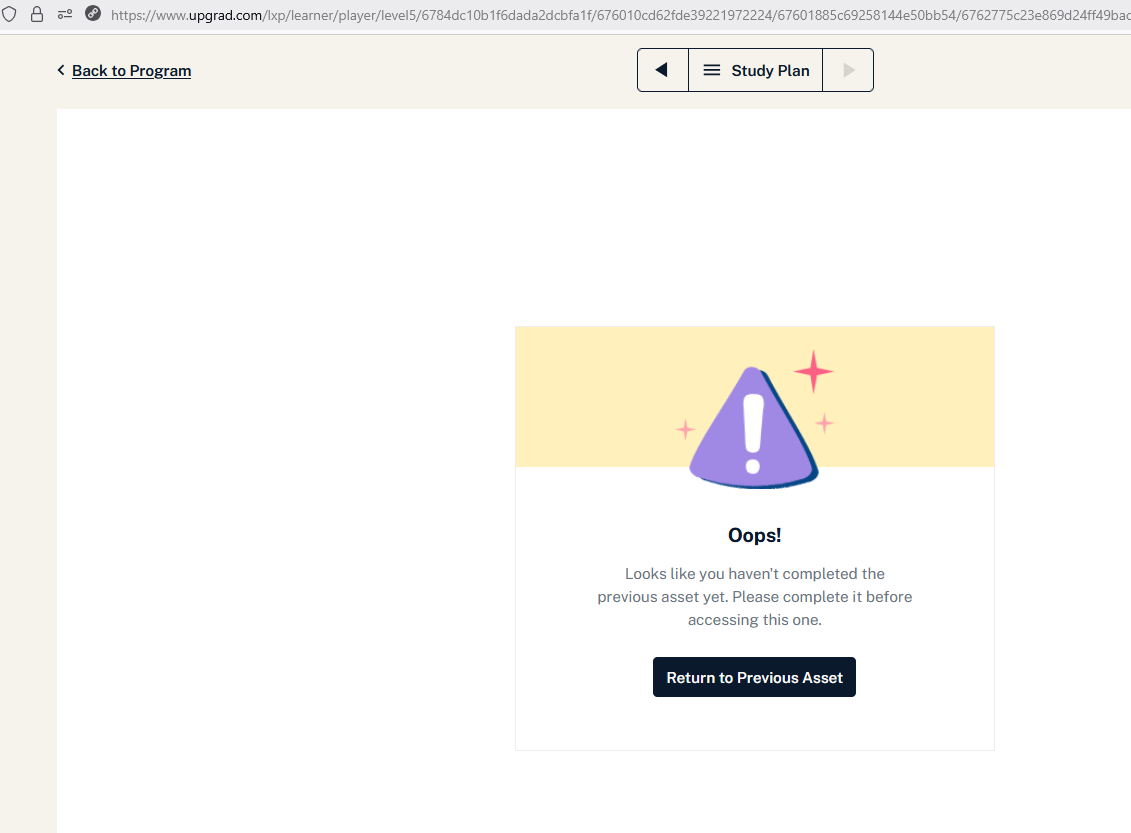 https://www.upgrad.com/lxp/learner/player/level5/6784dc10b1f6dada2dcbfa1f/676010cd62fde39221972224/67601885c69258144e50bb54/6762775c23e869d24ff49bac
Back to Program
Study Plan
Oops!
Looks like you haven't completed the
previous asset yet. Please complete it before
accessing this one.
Return to Previous Asset